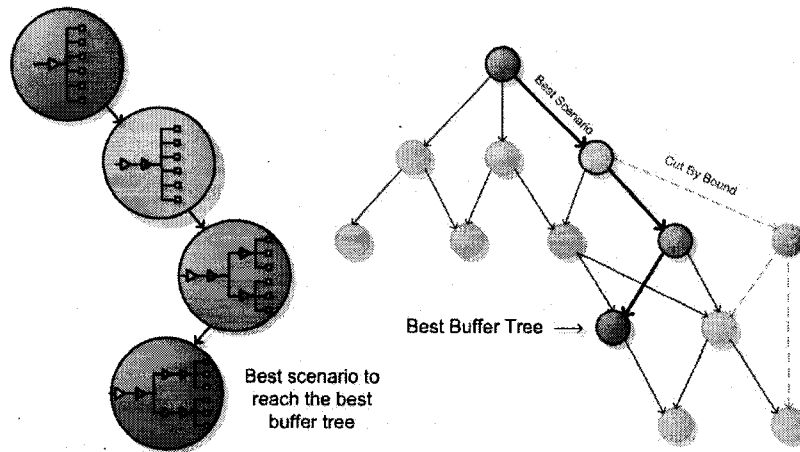 Best Scenario
Cut By Bound
Best Buffer Tree
Best scenario to
reach the best
buffer tree